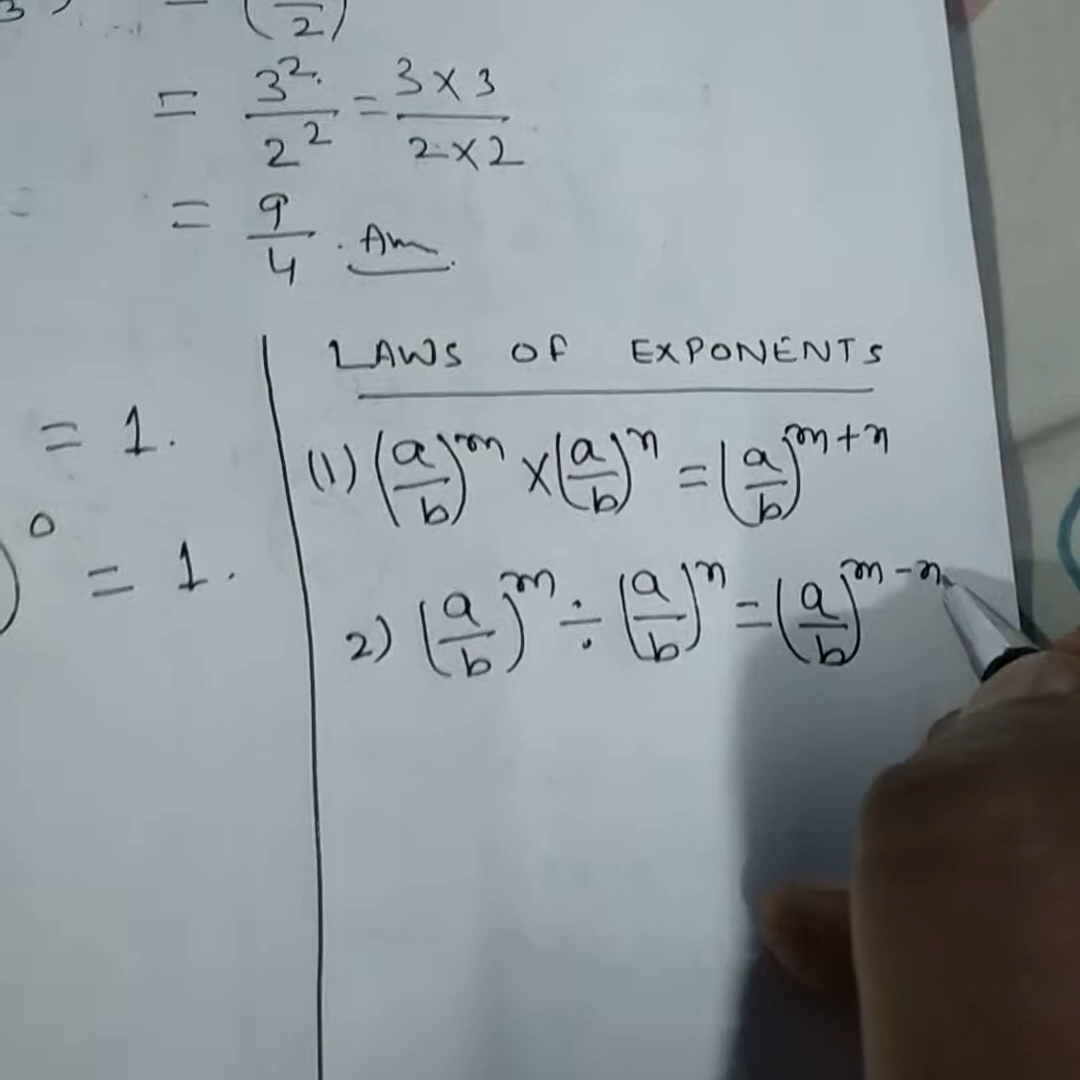 = 3²/2² = 3×3/2×2
= 9/4 . Ans
= 1.
)⁰ = 1.
LAWS OF EXPONENTS
(1) (a/b)^m × (a/b)^n = (a/b)^m+n
2) (a/b)^m ÷ (a/b)^n = (a/b)^m-n